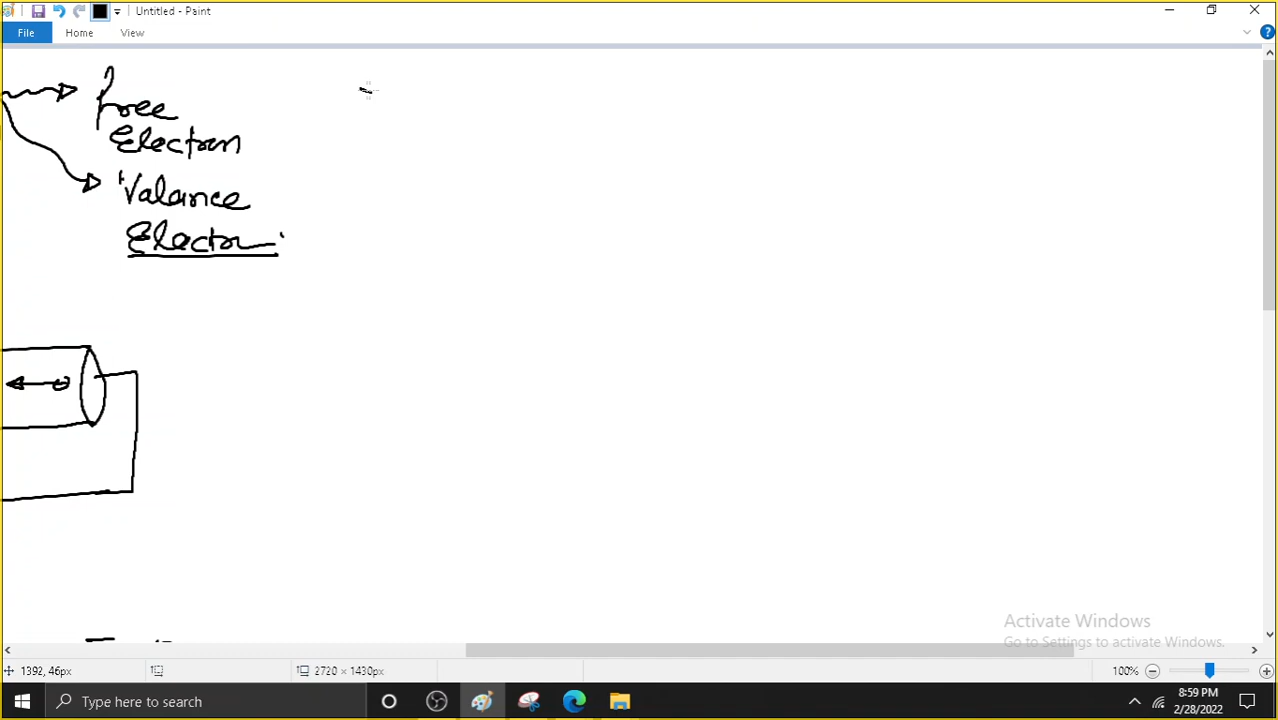 Untitled - Paint
File Home View
free
Electron
Valance
Elector
Activate Windows
Go to Settings to activate Windows.
1392, 46px
2720 × 1430px
100%
Type here to search
8:59 PM
2/28/2022